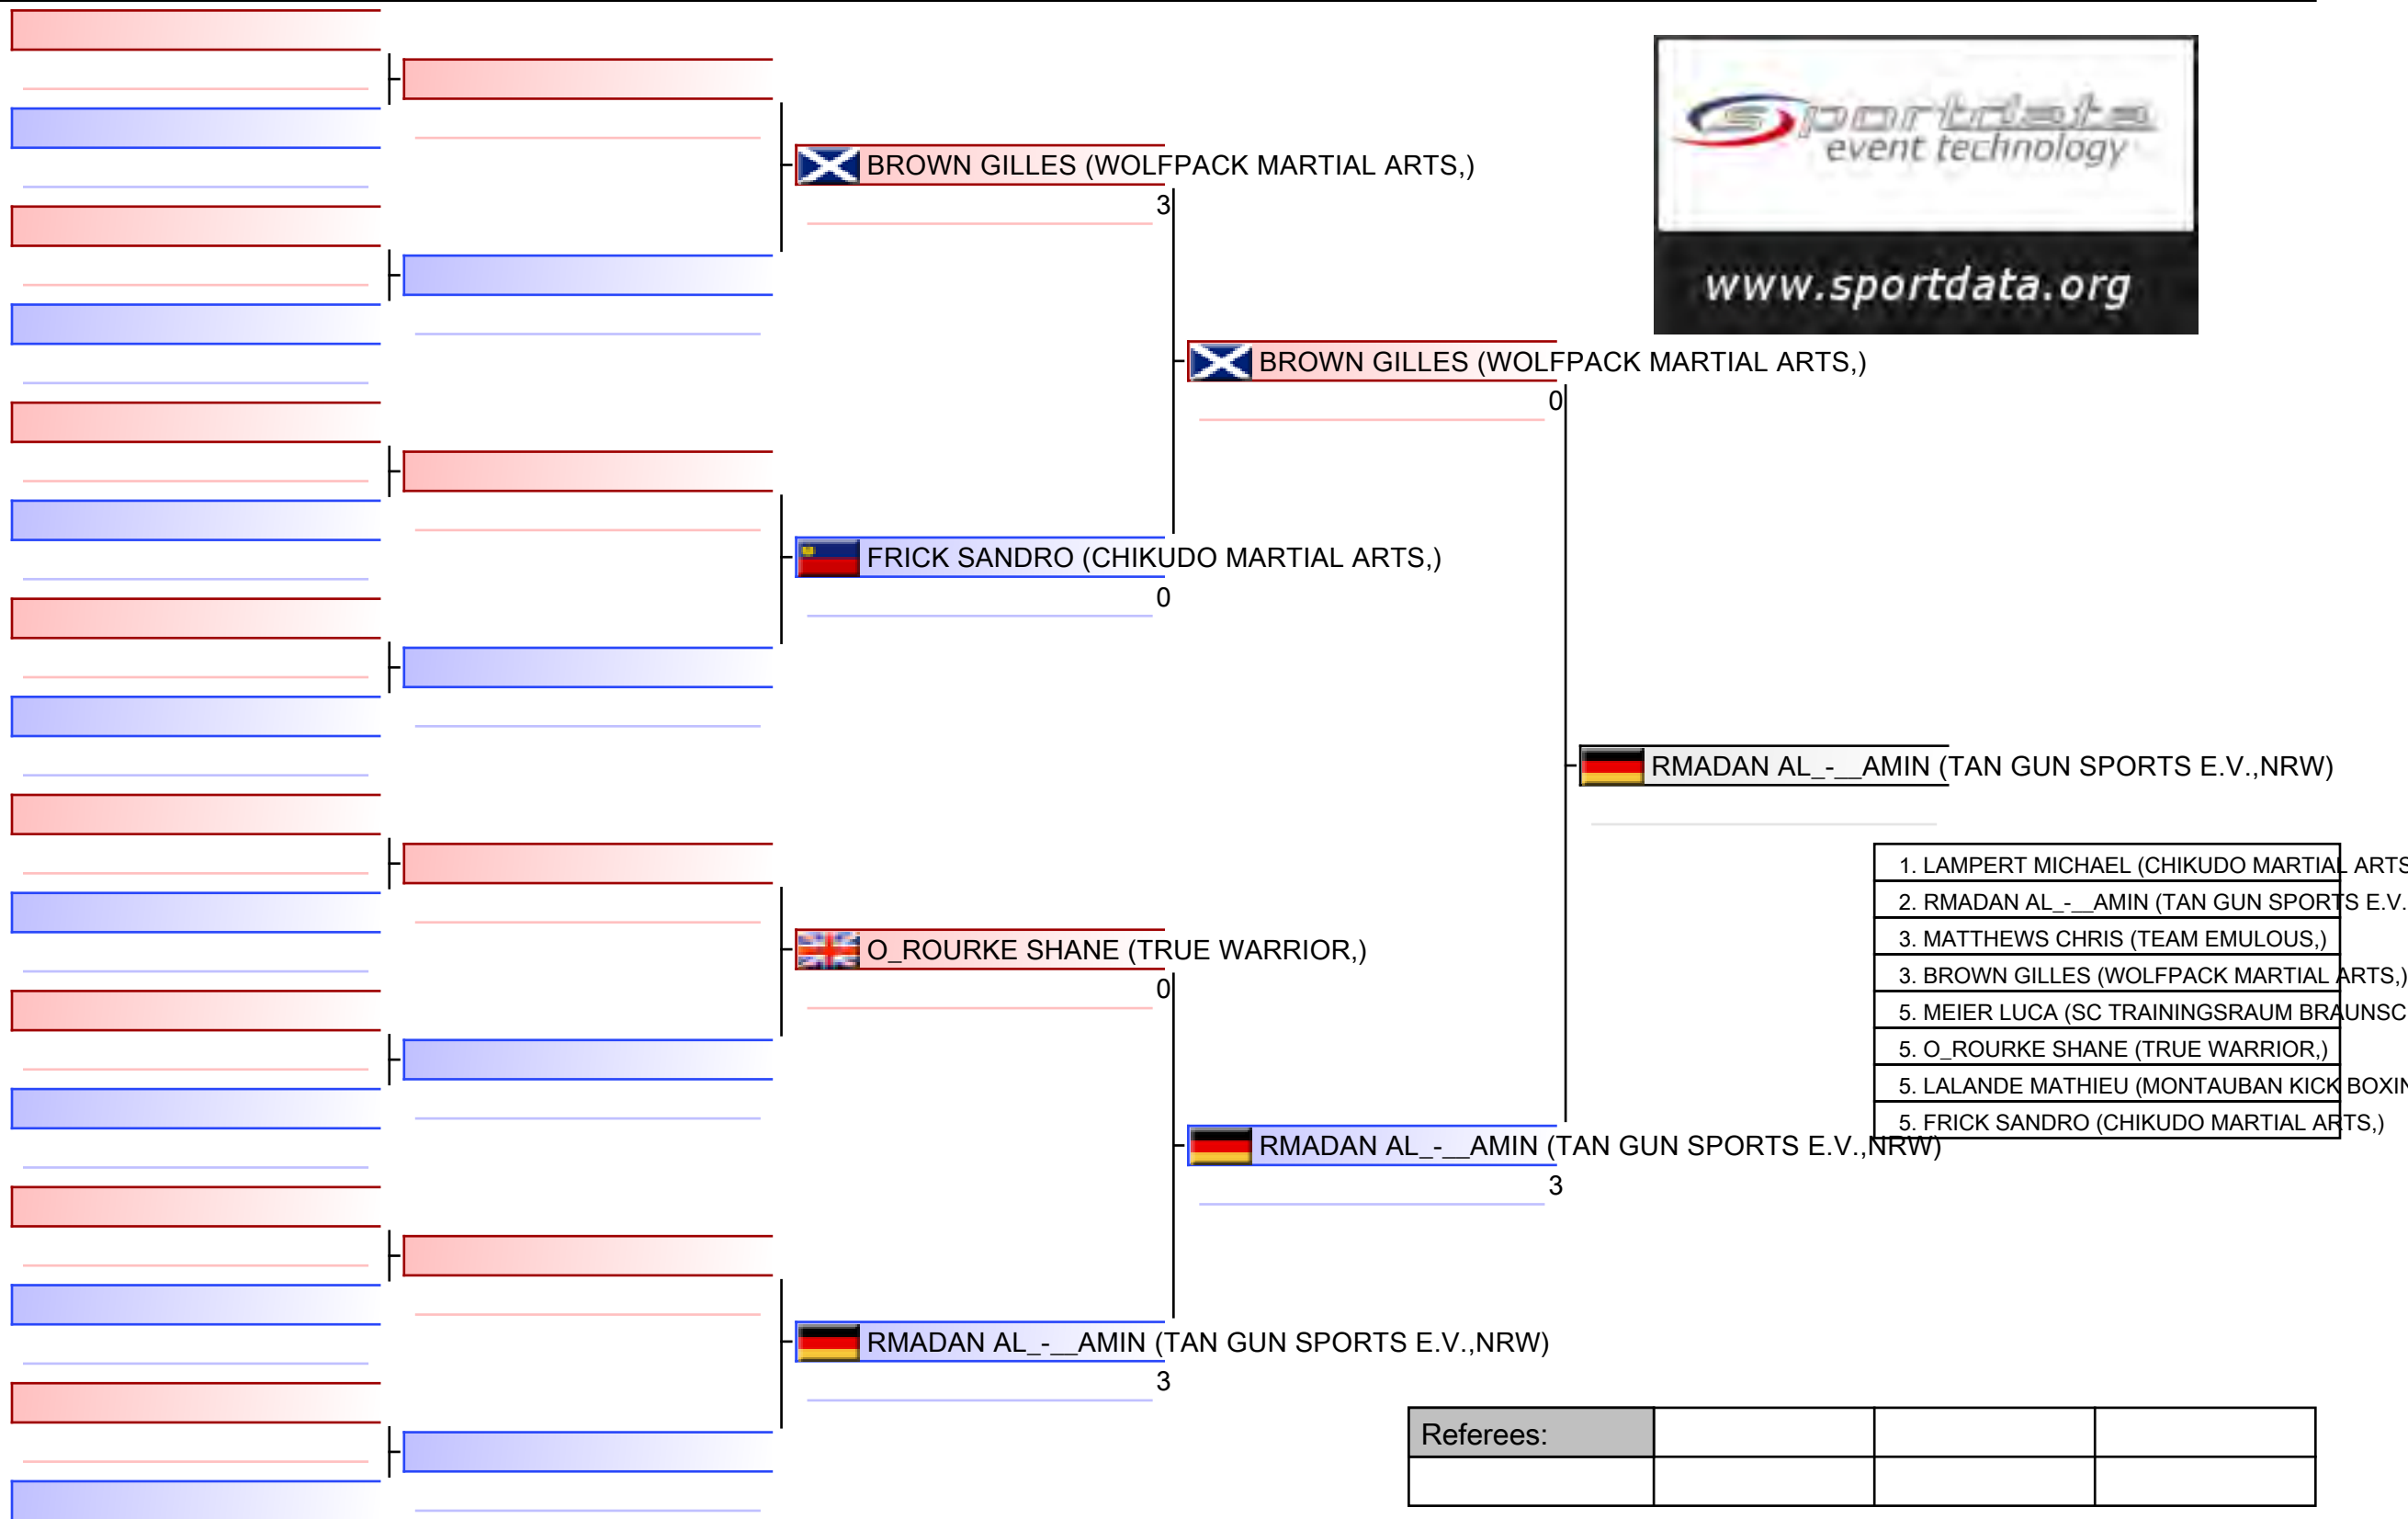 sportdata
event technology
www.sportdata.org
BROWN GILLES (WOLFPACK MARTIAL ARTS,)
3
BROWN GILLES (WOLFPACK MARTIAL ARTS,)
0
FRICK SANDRO (CHIKUDO MARTIAL ARTS,)
0
RMADAN AL_-__AMIN (TAN GUN SPORTS E.V.,NRW)
1. LAMPERT MICHAEL (CHIKUDO MARTIAL ARTS
2. RMADAN AL_-__AMIN (TAN GUN SPORTS E.V.
3. MATTHEWS CHRIS (TEAM EMULOUS,)
3. BROWN GILLES (WOLFPACK MARTIAL ARTS,)
5. MEIER LUCA (SC TRAININGSRAUM BRAUNSC
5. O_ROURKE SHANE (TRUE WARRIOR,)
5. LALANDE MATHIEU (MONTAUBAN KICK BOXIN
5. FRICK SANDRO (CHIKUDO MARTIAL ARTS,)
O_ROURKE SHANE (TRUE WARRIOR,)
0
RMADAN AL_-__AMIN (TAN GUN SPORTS E.V.,NRW)
3
RMADAN AL_-__AMIN (TAN GUN SPORTS E.V.,NRW)
3
Referees: